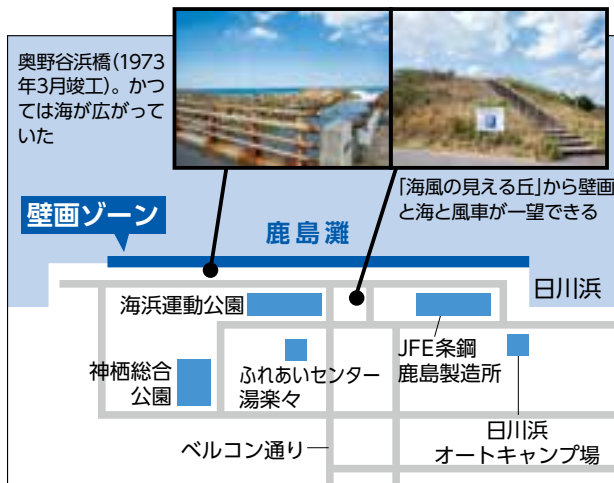 奥野谷浜橋(1973
年3月竣工)。かつ
ては海が広がって
いた
「海風の見える丘」から壁画
と海と風車が一望できる
壁画ゾーン
鹿島灘
日川浜
海浜運動公園
JFE条鋼
鹿島製造所
神栖総合
公園
ふれあいセンター
湯楽々
日川浜
オートキャンプ場
ベルコン通り